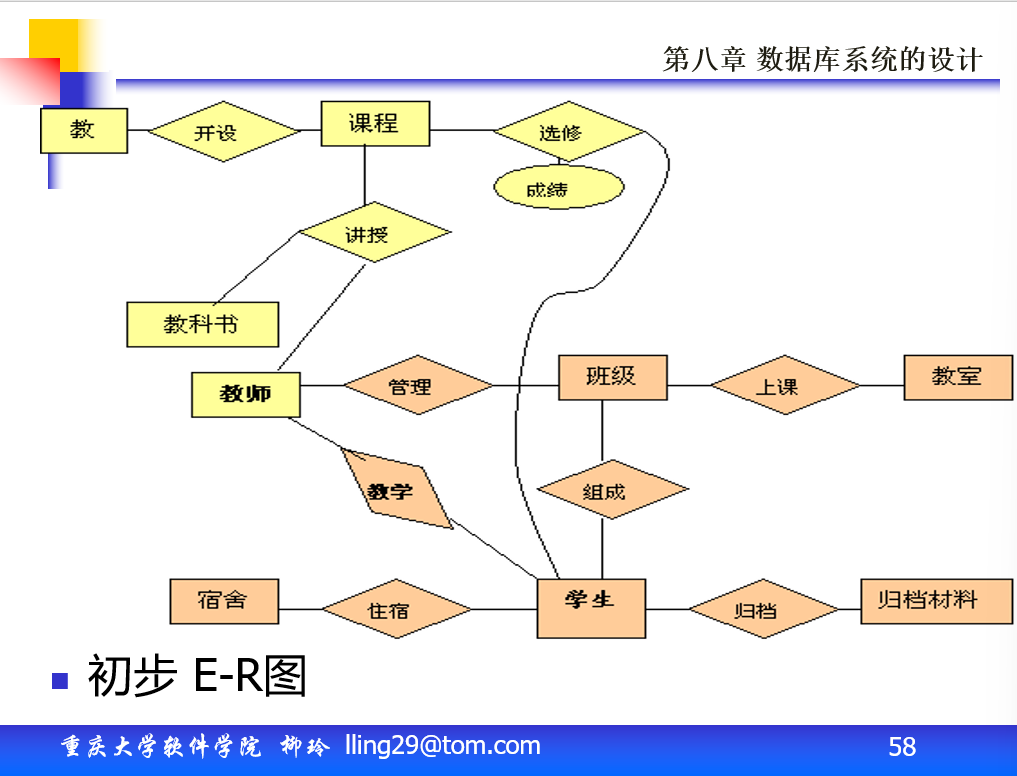 第八章 数据库系统的设计
教
开设
课程
选修
成绩
讲授
教科书
教师
管理
班级
上课
教室
教学
组成
宿舍
住宿
学生
归档
归档材料
初步 E-R图
重庆大学软件学院 柳玲 lling29@tom.com
58